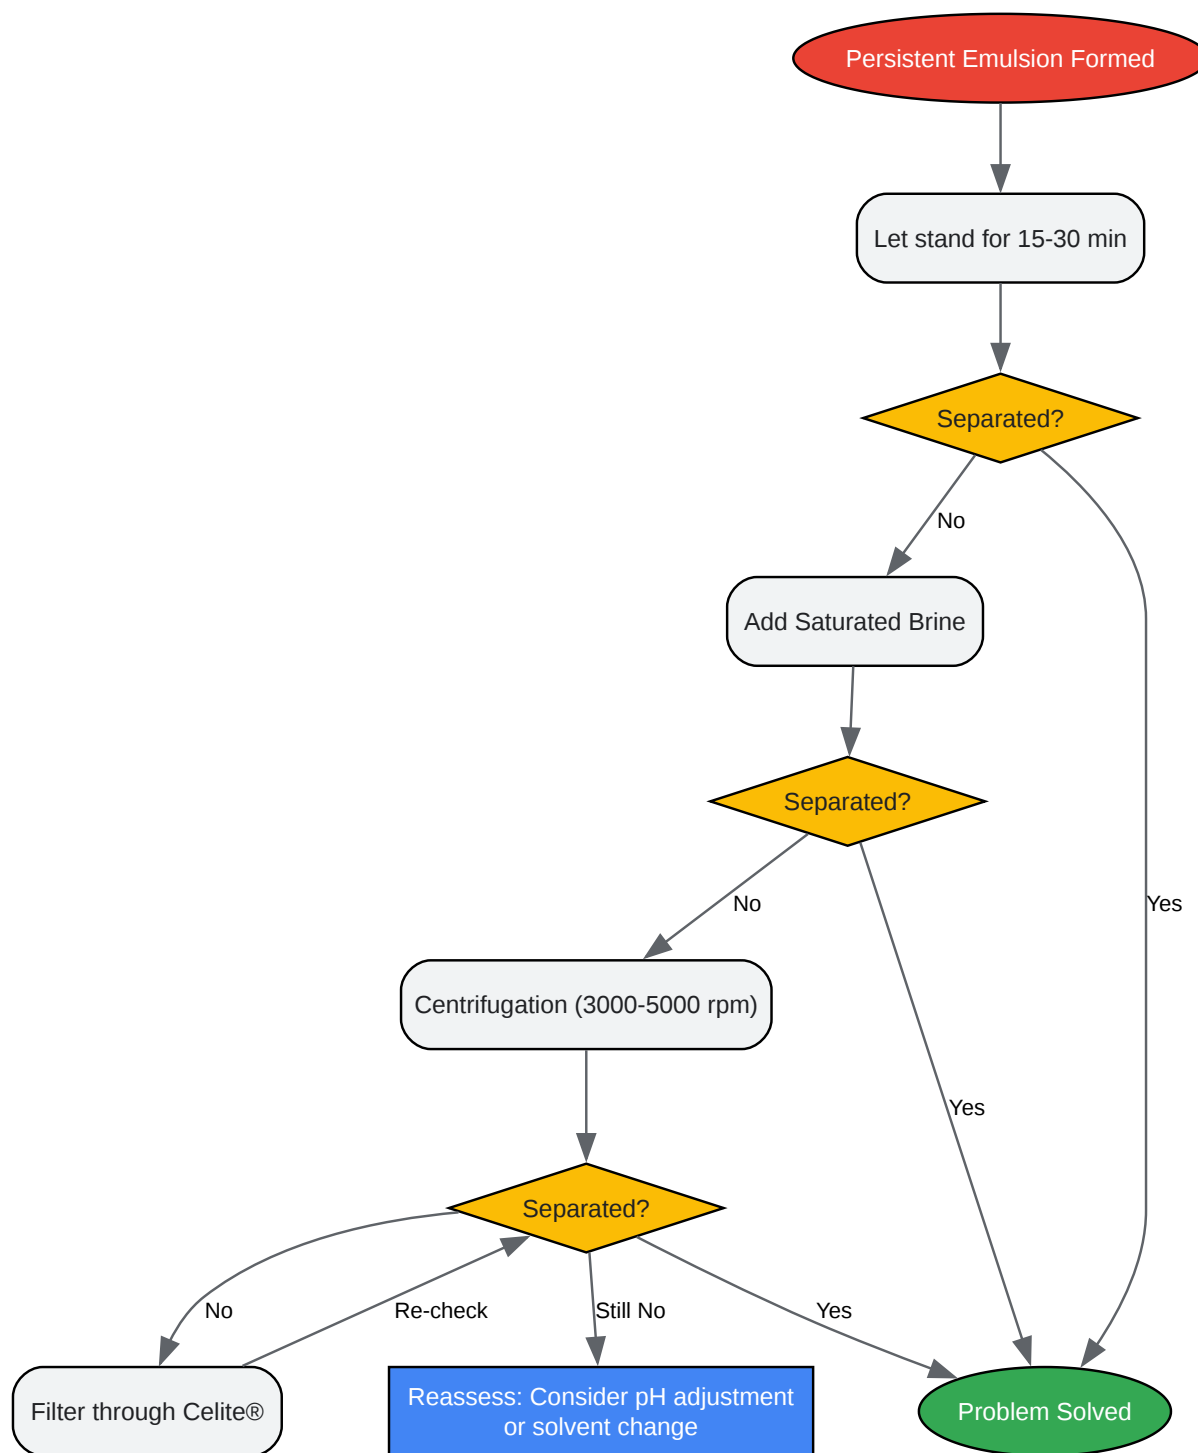 Persistent Emulsion Formed
Let stand for 15-30 min
Separated?
No
Add Saturated Brine
Separated?
No
Yes
Centrifugation (3000-5000 rpm)
Yes
Separated?
No
Re-check
Still No
Yes
Filter through Celite®
Reassess: Consider pH adjustment
or solvent change
Problem Solved